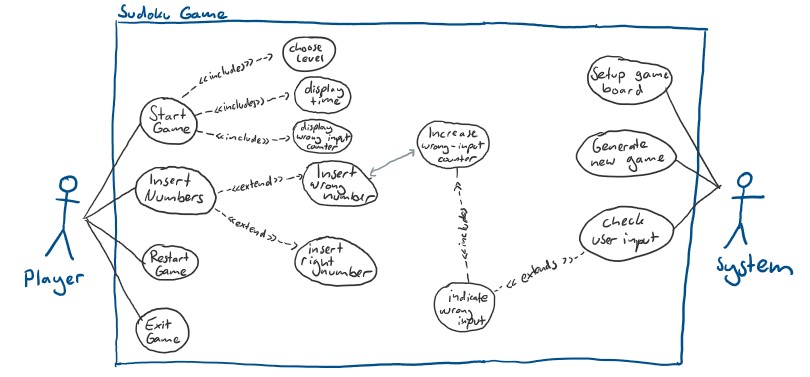 Sudoku Game
choose
Level
<<includes>>
display
time
<<includes>>
Start
Game
<<include>>
display
wrong input
counter
Increase
wrong-input
counter
Setup game
board
Generate
new game
Insert
Numbers
<<extend>>
Insert
wrong
number
<<extend>>
insert
right
number
<<includes>>
check
user input
<< extends >>
Restart
Game
indicate
wrong
input
Exit
Game
Player
System